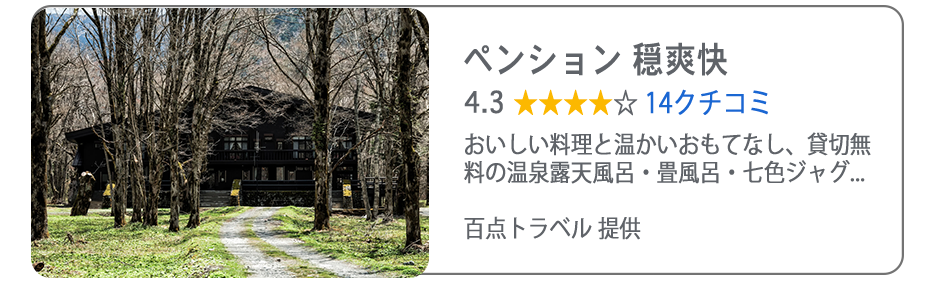 ペンション 穏爽快
4.3 ★★★★☆ 14クチコミ
おいしい料理と温かいおもてなし、貸切無
料の温泉露天風呂・畳風呂・七色ジャグ...
百点トラベル 提供